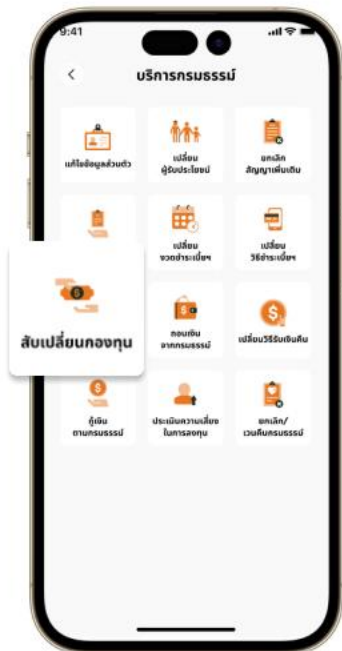 9:41
บริการกรมธรรม์
แก้ไขข้อมูลส่วนตัว
เปลี่ยน
ผู้รับประโยชน์
ยกเลิก
สัญญาเพิ่มเติม
เปลี่ยน
งวดชำระเบี้ยฯ
เปลี่ยน
วิธีชำระเบี้ยฯ
สับเปลี่ยนกองทุน
ถอนเงิน
จากกรมธรรม์
เปลี่ยนวิธีรับเงินคืน
กู้เงิน
ตามกรมธรรม์
ประเมินความเสี่ยง
ในการลงทุน
ยกเลิก/
เวนคืนกรมธรรม์